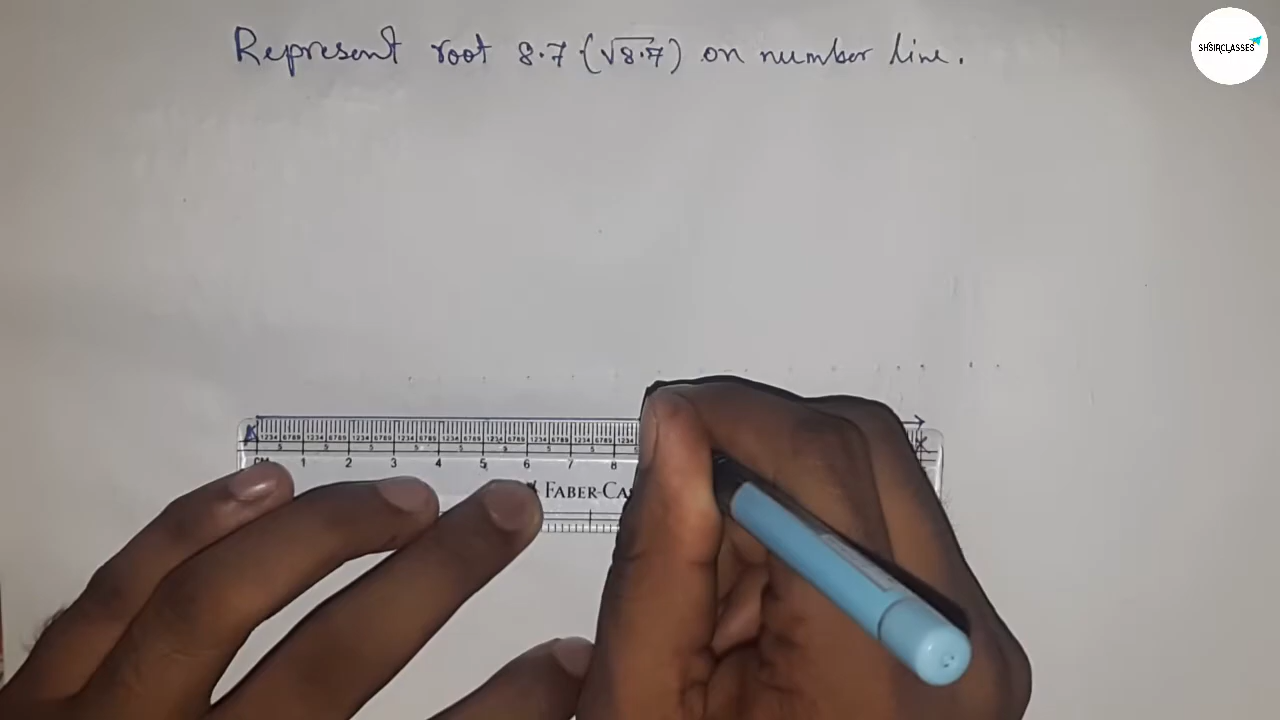 Represent root 8.7 (√8.7) on number line.
SHSIRCLASSES
A
X
1 2 3 4 5 6 7 8
FABER-CA